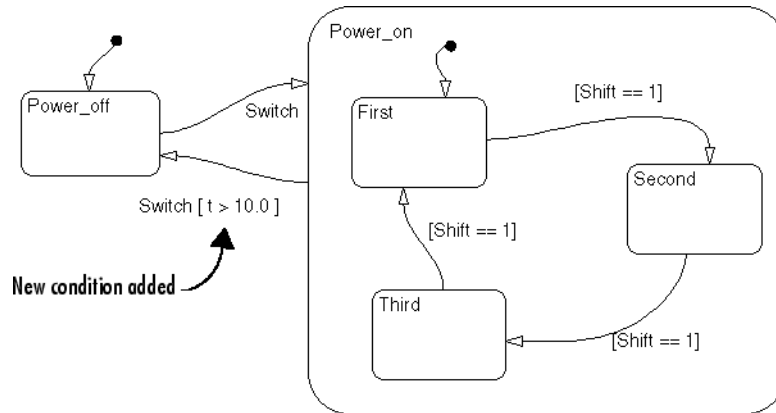 Power_on
Power_off
Switch
First
[Shift == 1]
Second
Switch [ t > 10.0 ]
[Shift == 1]
New condition added
Third
[Shift == 1]